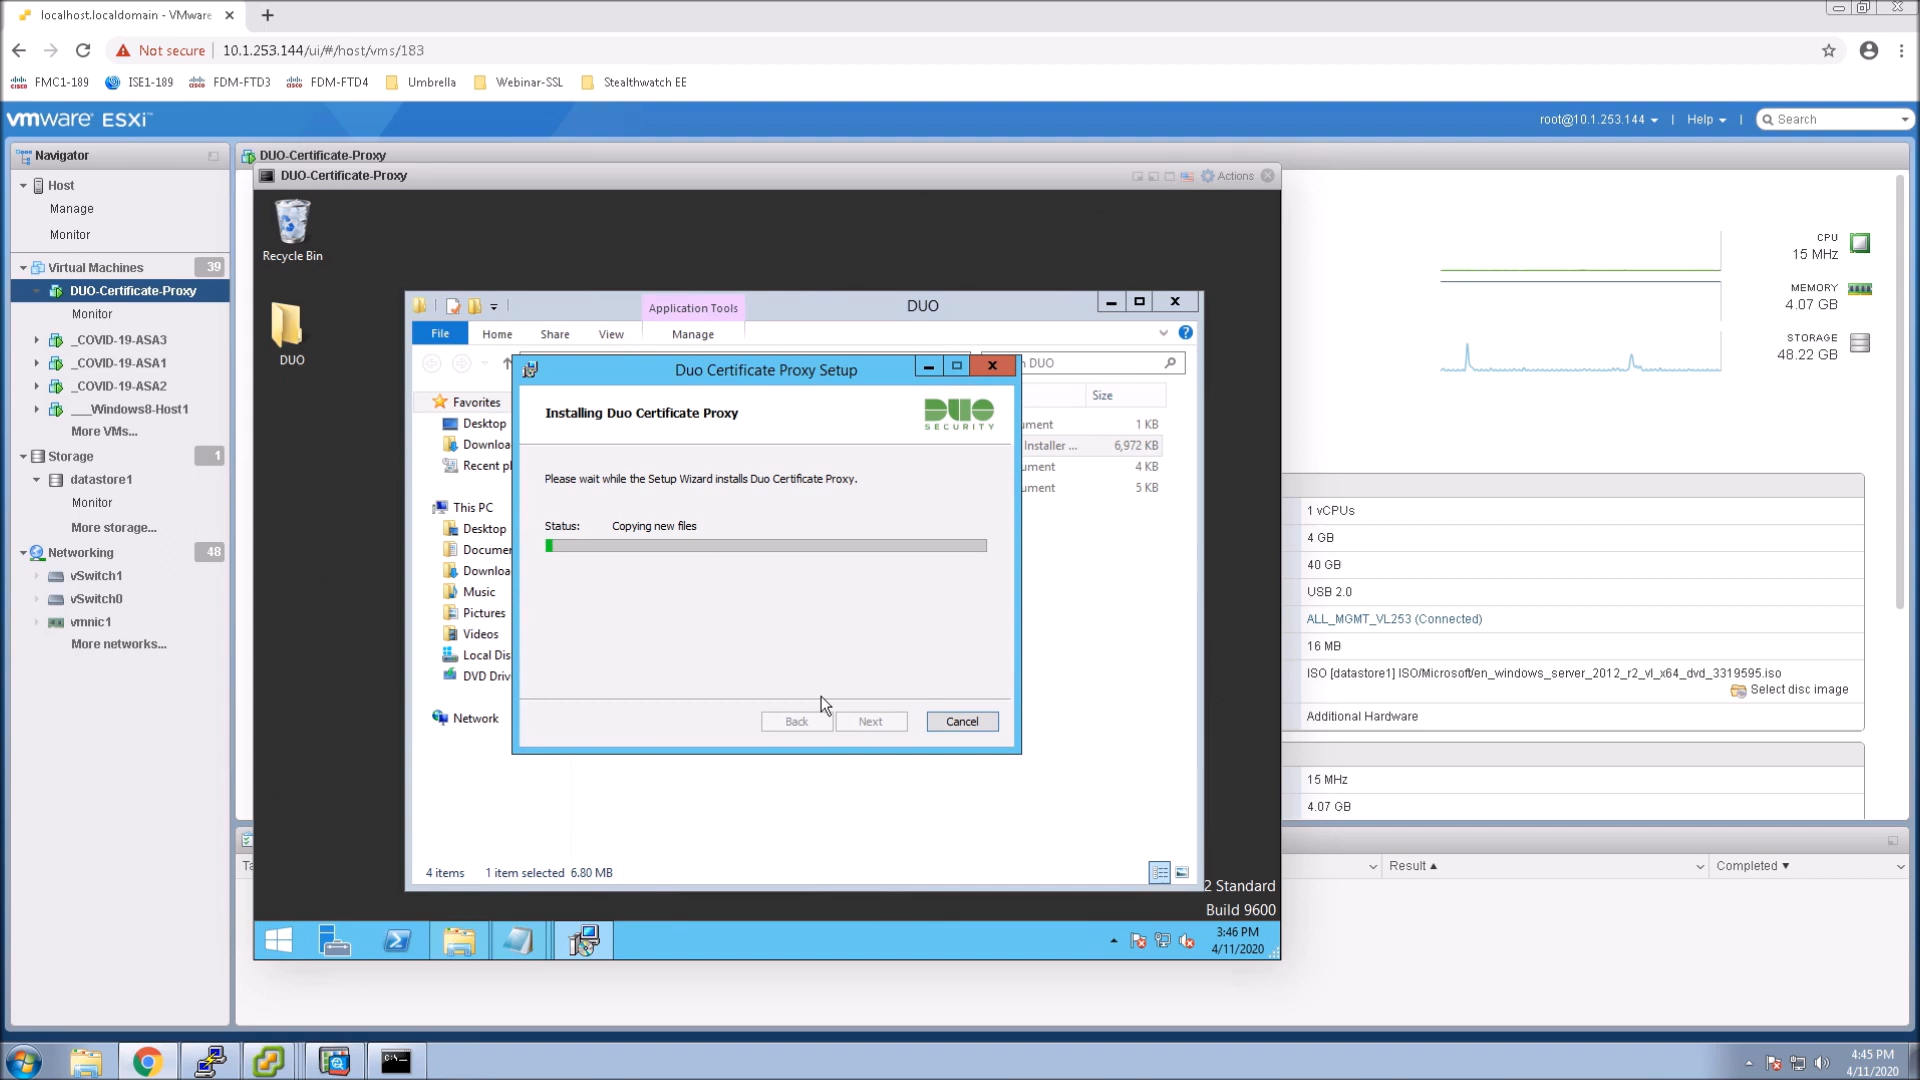 localhost.localdomain - VMware
Not secure | 10.1.253.144/ui/#/host/vms/183
FMC1-189
ISE1-189
FDM-FTD3
FDM-FTD4
Umbrella
Webinar-SSL
Stealthwatch EE
vmware ESXi™
root@10.1.253.144
Help
Search
Navigator
Host
Manage
Monitor
Virtual Machines 39
DUO-Certificate-Proxy
Monitor
_COVID-19-ASA3
_COVID-19-ASA1
_COVID-19-ASA2
___Windows8-Host1
More VMs...
Storage 1
datastore1
Monitor
More storage...
Networking 48
vSwitch1
vSwitch0
vmnic1
More networks...
DUO-Certificate-Proxy
DUO-Certificate-Proxy
Actions
Recycle Bin
DUO
Application Tools
DUO
File
Home
Share
View
Manage
DUO
Favorites
Desktop
Recent
This PC
Desktop
Music
Pictures
Videos
Local
Network
Size
1 KB
Installer ... 6,972 KB
4 KB
5 KB
Duo Certificate Proxy Setup
Installing Duo Certificate Proxy
DUO
SECURITY
Please wait while the Setup Wizard installs Duo Certificate Proxy.
Status: Copying new files
Back
Next
Cancel
4 items
1 item selected 6.80 MB
2 Standard
Build 9600
3:46 PM
4/11/2020
CPU
15 MHz
MEMORY
4.07 GB
STORAGE
48.22 GB
1 vCPUs
4 GB
40 GB
USB 2.0
ALL_MGMT_VL253 (Connected)
16 MB
ISO [datastore1] ISO/Microsoft/en_windows_server_2012_r2_vl_x64_dvd_3319595.iso
Select disc image
Additional Hardware
15 MHz
4.07 GB
Result
Completed
4:45 PM
4/11/2020